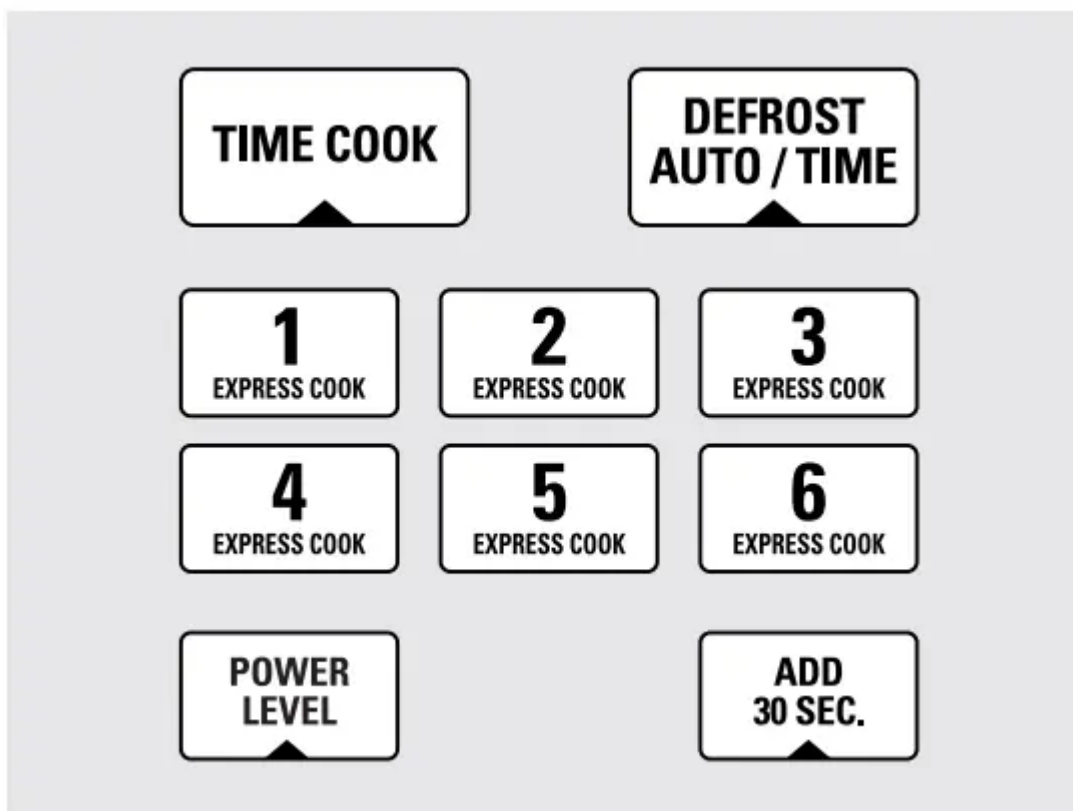 TIME COOK
DEFROST
AUTO / TIME
1
EXPRESS COOK
2
EXPRESS COOK
3
EXPRESS COOK
4
EXPRESS COOK
5
EXPRESS COOK
6
EXPRESS COOK
POWER
LEVEL
ADD
30 SEC.